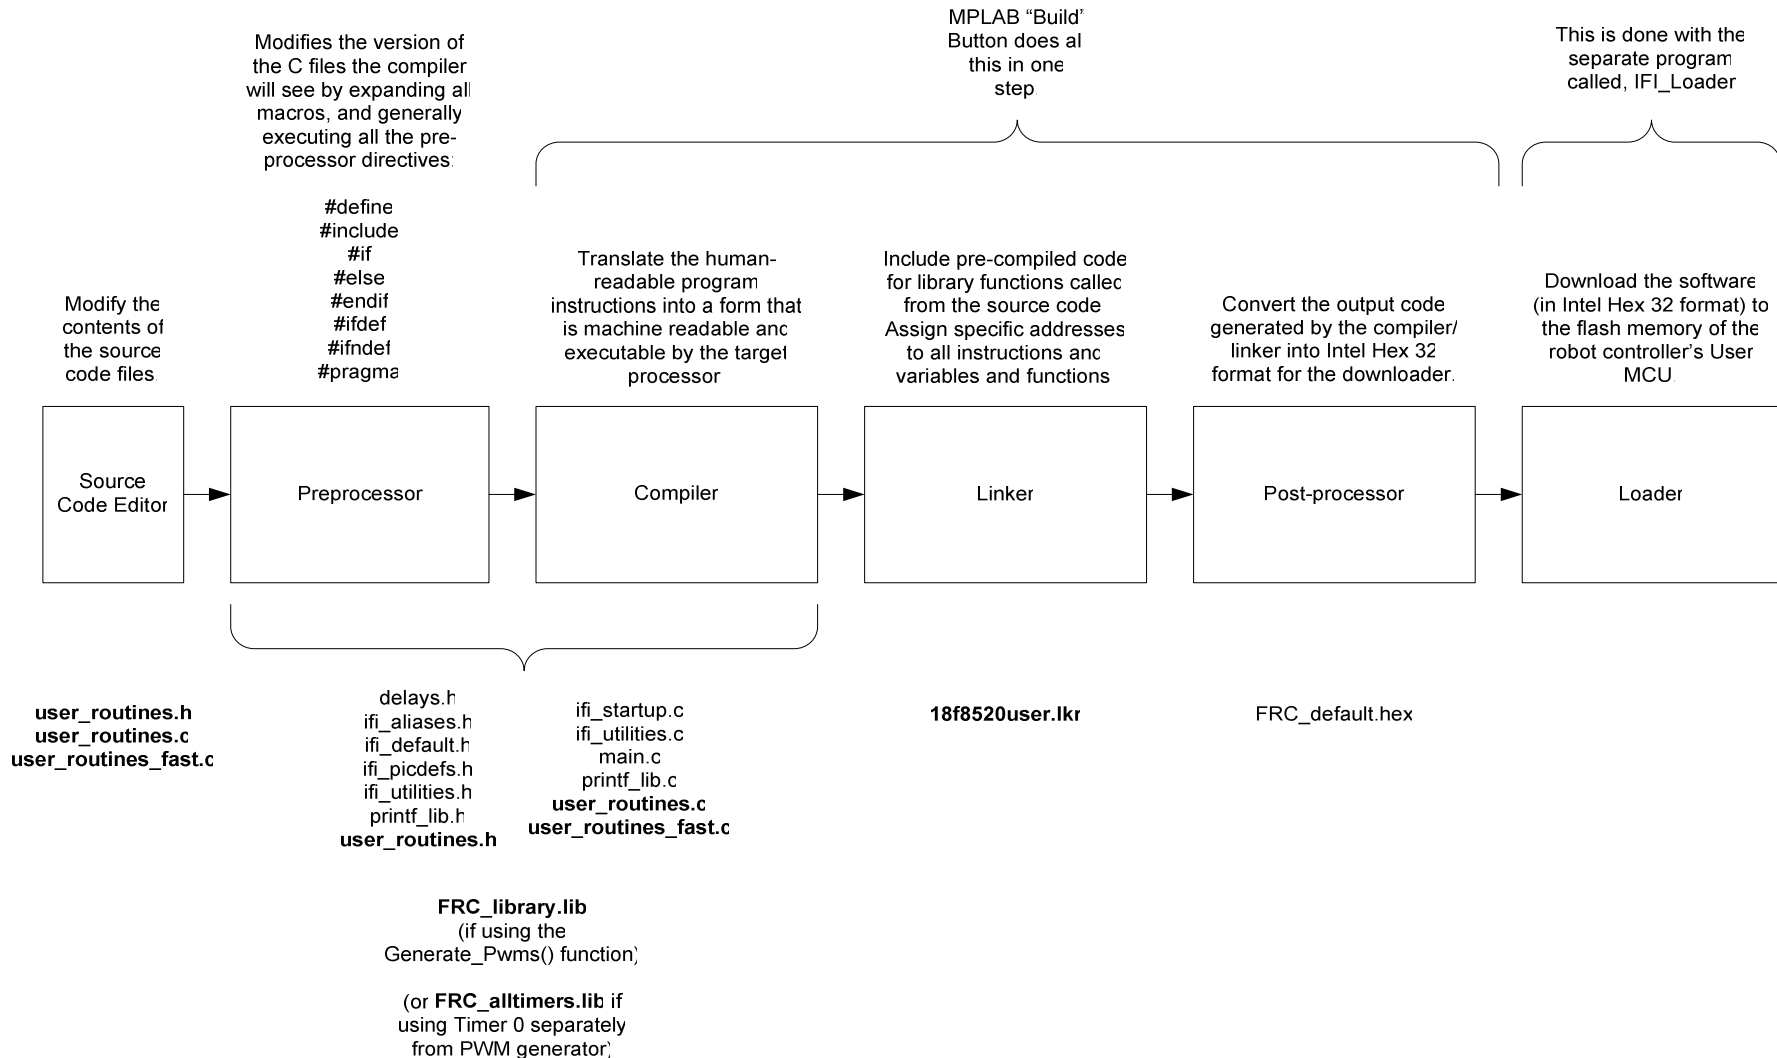 MPLAB “Build”
Button does al
this in one
step.
Modifies the version of
the C files the compiler
will see by expanding all
macros, and generally
executing all the pre-
processor directives:
This is done with the
separate program
called, IFI_Loader
#define
#include
#if
#else
#endif
#ifdef
#ifndef
#pragma
Modify the
contents of
the source
code files.
Translate the human-
readable program
instructions into a form that
is machine readable and
executable by the target
processor
Include pre-compiled code
for library functions called
from the source code
Assign specific addresses
to all instructions and
variables and functions
Convert the output code
generated by the compiler/
linker into Intel Hex 32
format for the downloader.
Download the software
(in Intel Hex 32 format) to
the flash memory of the
robot controller’s User
MCU.
Source
Code Editor
Preprocessor
Compiler
Linker
Post-processor
Loader
user_routines.h
user_routines.c
user_routines_fast.c
delays.h
ifi_aliases.h
ifi_default.h
ifi_picdefs.h
ifi_utilities.h
printf_lib.h
user_routines.h
ifi_startup.c
ifi_utilities.c
main.c
printf_lib.c
user_routines.c
user_routines_fast.c
18f8520user.lkr
FRC_default.hex
FRC_library.lib
(if using the
Generate_Pwms() function)
(or FRC_alltimers.lib if
using Timer 0 separately
from PWM generator)